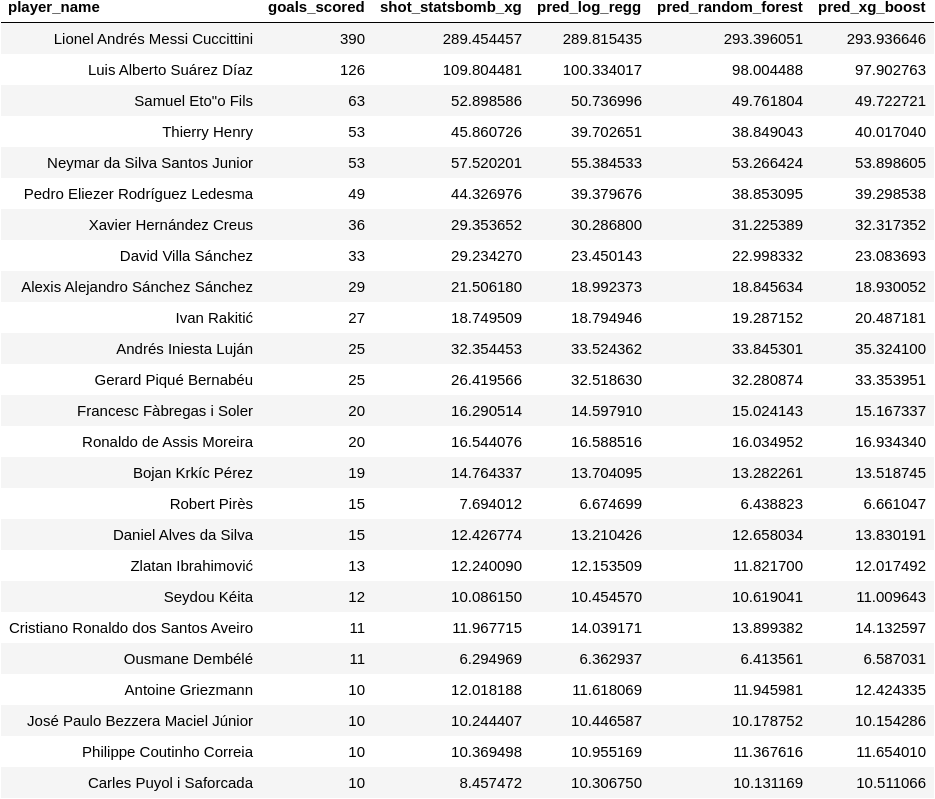 player_name goals_scored shot_statsbomb_xg pred_log_regg pred_random_forest pred_xg_boost
Lionel Andrés Messi Cuccittini 390 289.454457 289.815435 293.396051 293.936646
Luis Alberto Suárez Díaz 126 109.804481 100.334017 98.004488 97.902763
Samuel Eto"o Fils 63 52.898586 50.736996 49.761804 49.722721
Thierry Henry 53 45.860726 39.702651 38.849043 40.017040
Neymar da Silva Santos Junior 53 57.520201 55.384533 53.266424 53.898605
Pedro Eliezer Rodríguez Ledesma 49 44.326976 39.379676 38.853095 39.298538
Xavier Hernández Creus 36 29.353652 30.286800 31.225389 32.317352
David Villa Sánchez 33 29.234270 23.450143 22.998332 23.083693
Alexis Alejandro Sánchez Sánchez 29 21.506180 18.992373 18.845634 18.930052
Ivan Rakitić 27 18.749509 18.794946 19.287152 20.487181
Andrés Iniesta Luján 25 32.354453 33.524362 33.845301 35.324100
Gerard Piqué Bernabéu 25 26.419566 32.518630 32.280874 33.353951
Francesc Fàbregas i Soler 20 16.290514 14.597910 15.024143 15.167337
Ronaldo de Assis Moreira 20 16.544076 16.588516 16.034952 16.934340
Bojan Krkíc Pérez 19 14.764337 13.704095 13.282261 13.518745
Robert Pirès 15 7.694012 6.674699 6.438823 6.661047
Daniel Alves da Silva 15 12.426774 13.210426 12.658034 13.830191
Zlatan Ibrahimović 13 12.240090 12.153509 11.821700 12.017492
Seydou Kéita 12 10.086150 10.454570 10.619041 11.009643
Cristiano Ronaldo dos Santos Aveiro 11 11.967715 14.039171 13.899382 14.132597
Ousmane Dembélé 11 6.294969 6.362937 6.413561 6.587031
Antoine Griezmann 10 12.018188 11.618069 11.945981 12.424335
José Paulo Bezzera Maciel Júnior 10 10.244407 10.446587 10.178752 10.154286
Philippe Coutinho Correia 10 10.369498 10.955169 11.367616 11.654010
Carles Puyol i Saforcada 10 8.457472 10.306750 10.131169 10.511066